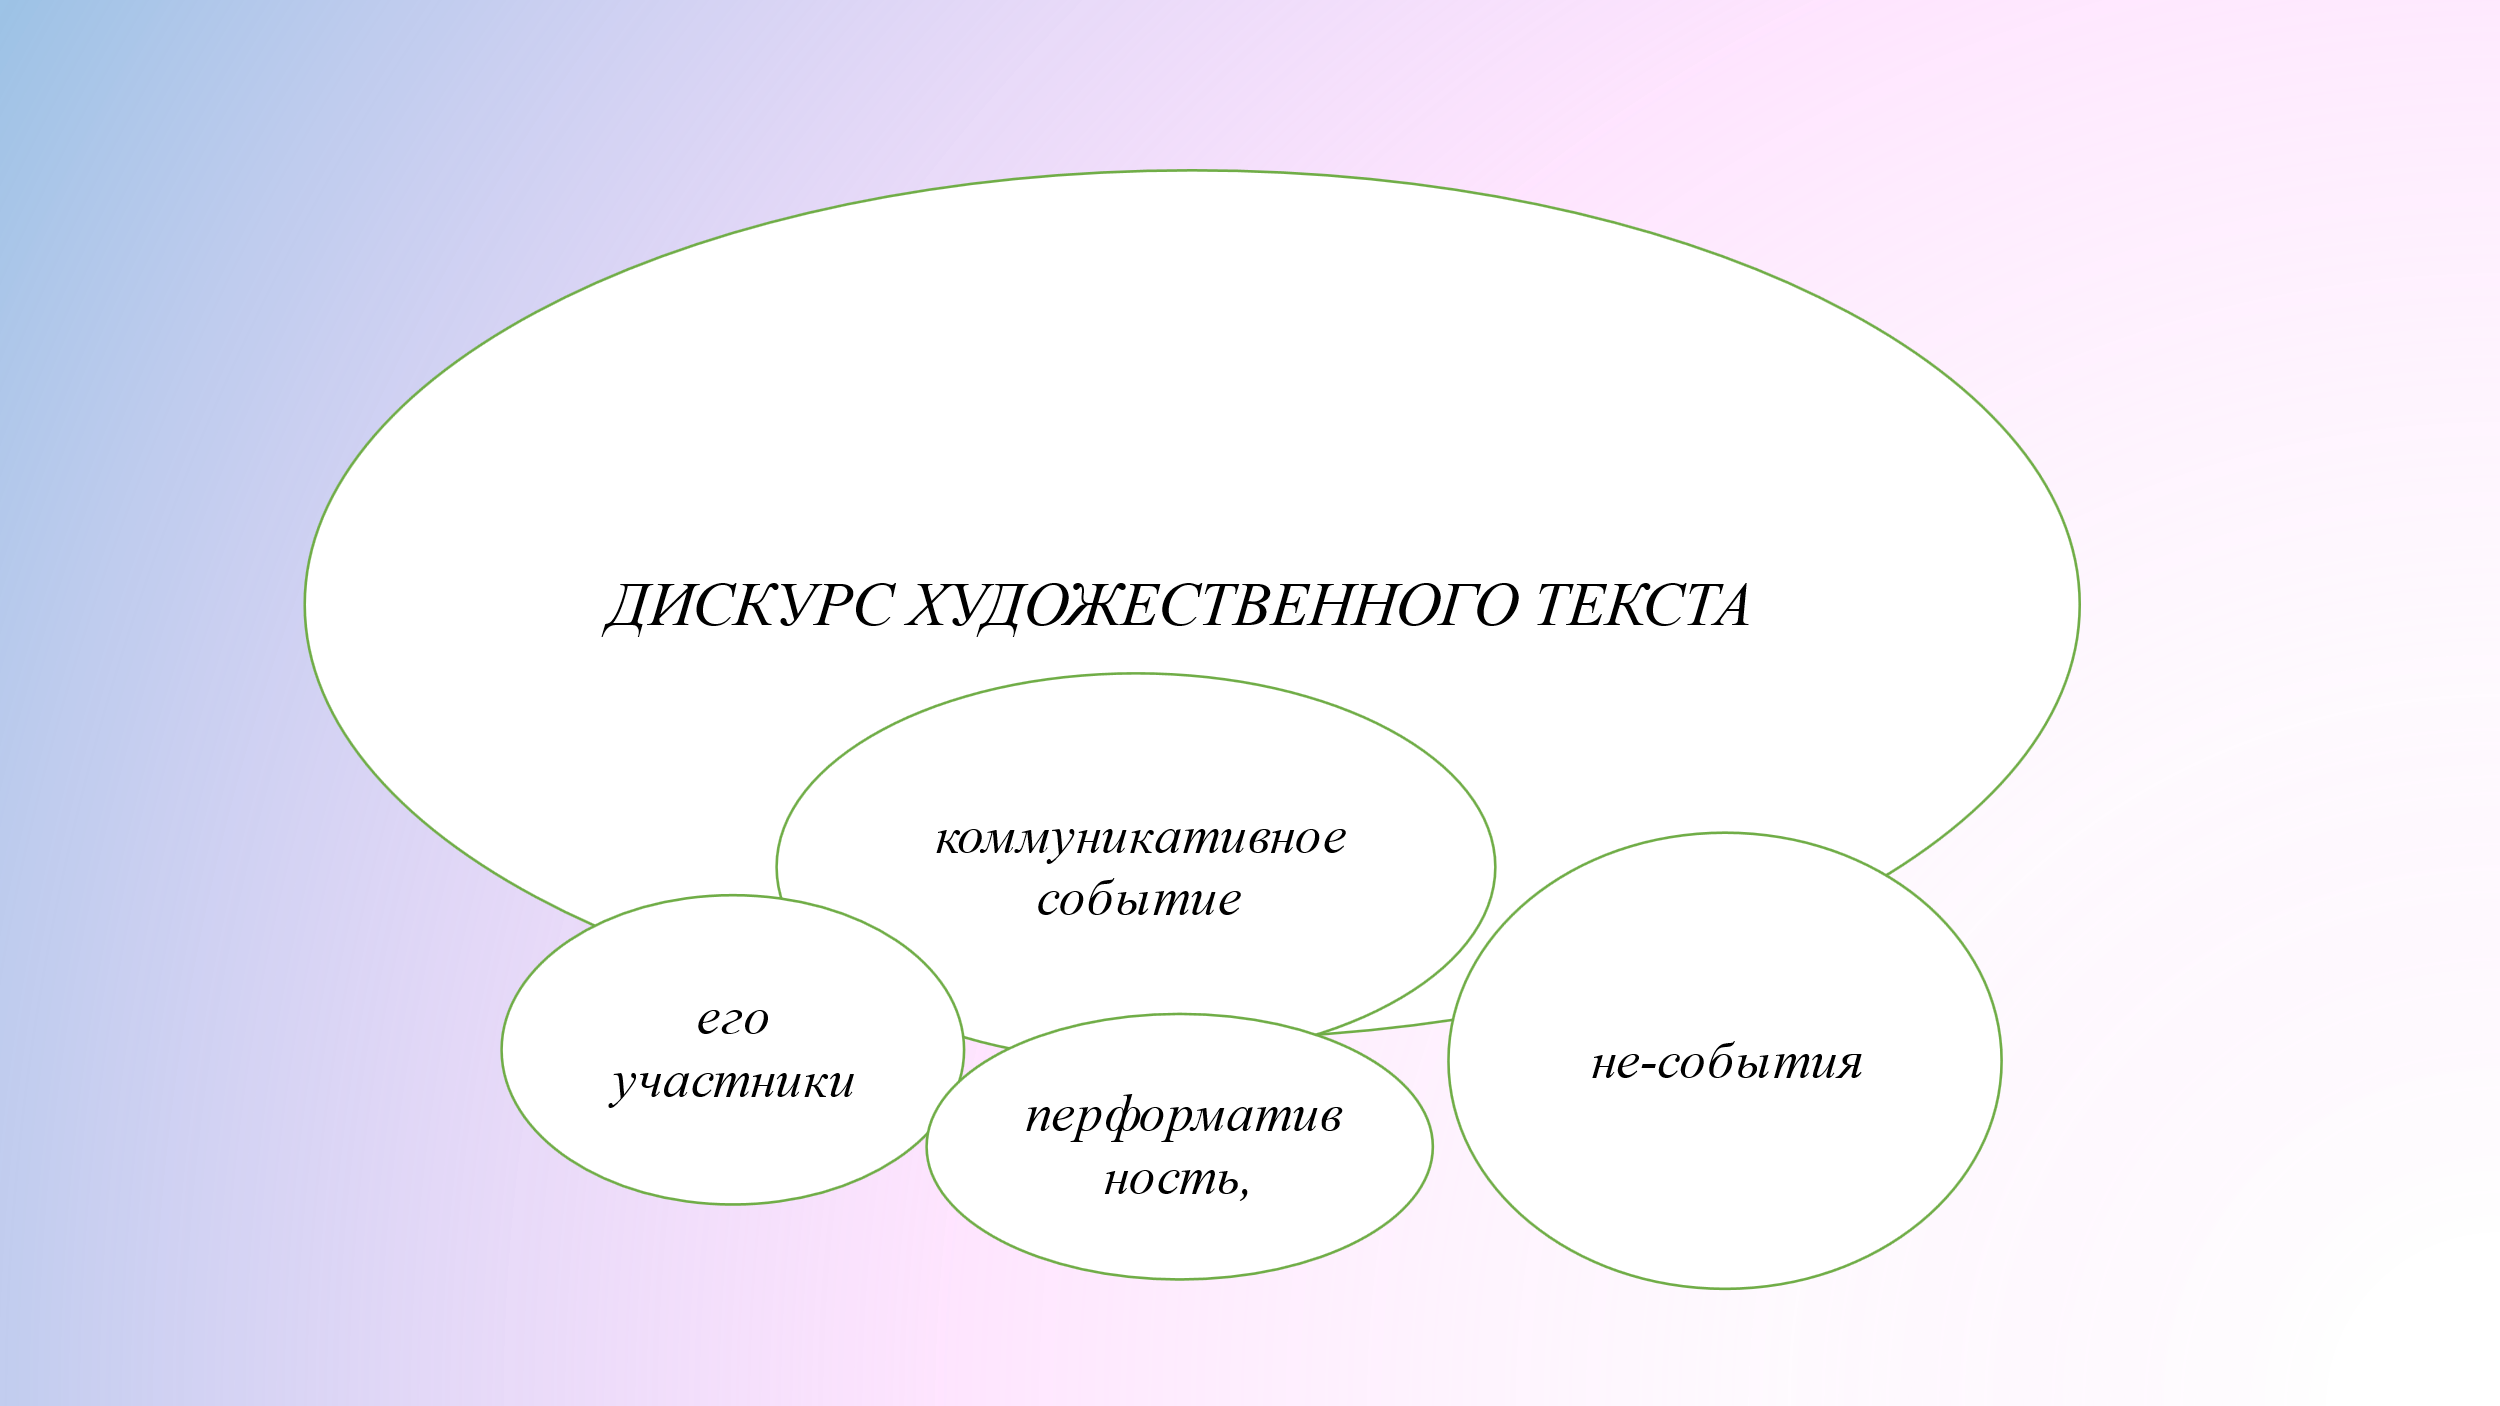 ДИСКУРС ХУДОЖЕСТВЕННОГО ТЕКСТА
коммуникативное
событие
его
участники
перформатив
ность,
не-события